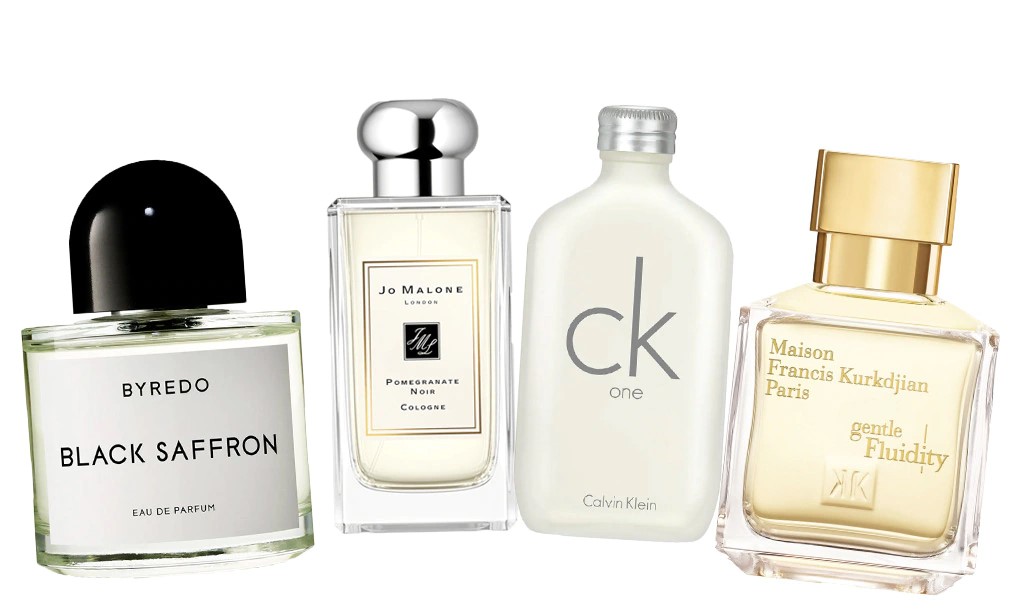 BYREDO
BLACK SAFFRON
EAU DE PARFUM
JO MALONE
LONDON
JML
POMEGRANATE
NOIR
COLOGNE
ck
one
Calvin Klein
Maison
Francis Kurkdjian
Paris
gentle
Fluidity